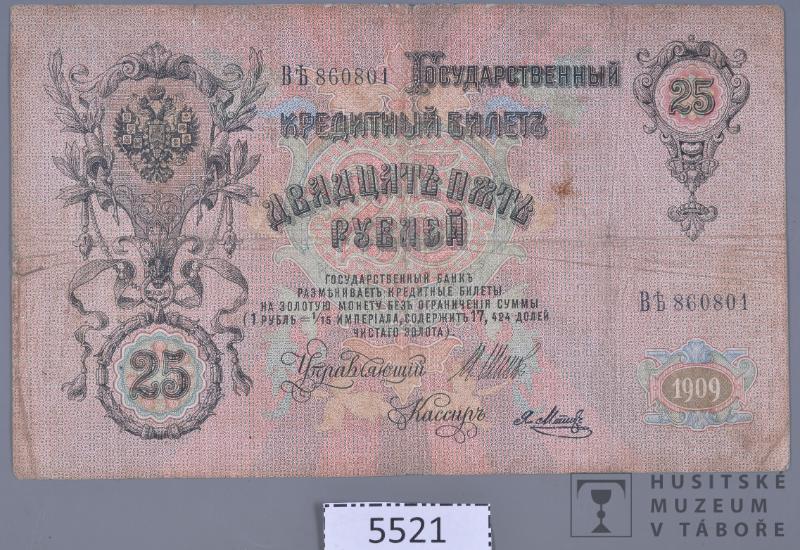 ВѢ 860801 Государственный 25
Кредитный Билетъ
Двадцать пять
Рублей
ГОСУДАРСТВЕННЫЙ БАНКЪ
РАЗМѢНИВАЕТЪ КРЕДИТНЫЕ БИЛЕТЫ
НА ЗОЛОТУЮ МОНЕТУ БЕЗЪ ОГРАНИЧЕНІЯ СУММЫ
(1 РУБЛЬ = 1/15 ИМПЕРІАЛА, СОДЕРЖИТЪ 17, 424 ДОЛЕЙ
ЧИСТАГО ЗОЛОТА).
ВѢ 860801
25
Управляющій
Кассиръ
1909
5521
HUSITSKÉ
MUZEUM
V TÁBOŘE